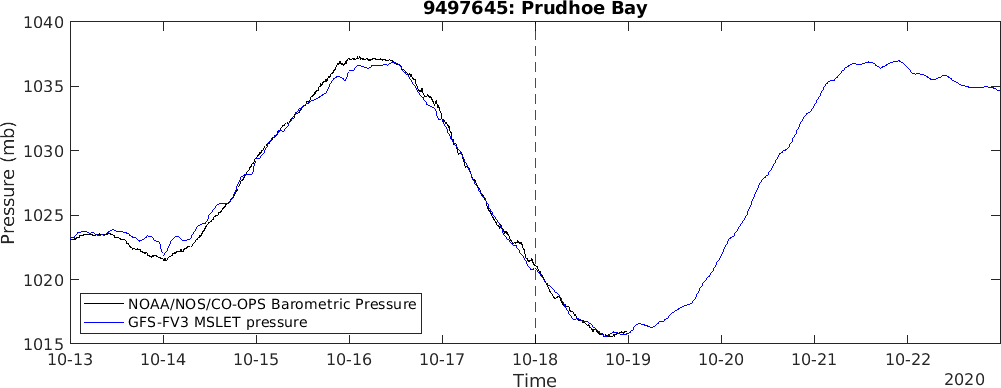 9497645: Prudhoe Bay
Pressure (mb)
1040
1035
1030
1025
1020
1015
NOAA/NOS/CO-OPS Barometric Pressure
GFS-FV3 MSLET pressure
10-13 10-14 10-15 10-16 10-17 10-18 10-19 10-20 10-21 10-22
Time
2020